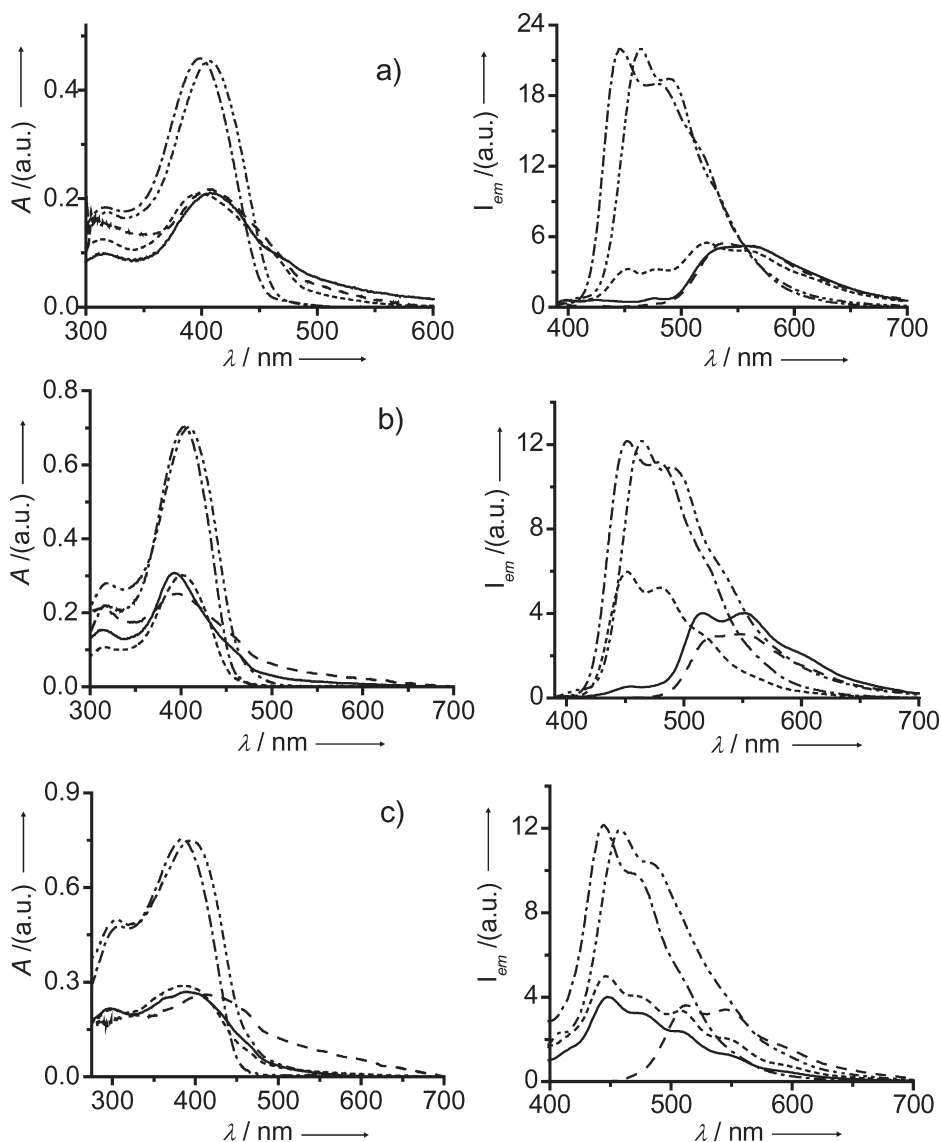 a)
A /(a.u.)
0.4
0.2
0.0
300 400 500 600
λ / nm
I_em /(a.u.)
24
18
12
6
0
400 500 600 700
λ / nm
b)
A /(a.u.)
0.8
0.6
0.4
0.2
0.0
300 400 500 600 700
λ / nm
I_em /(a.u.)
12
8
4
0
400 500 600 700
λ / nm
c)
A /(a.u.)
0.9
0.6
0.3
0.0
300 400 500 600 700
λ / nm
I_em /(a.u.)
12
8
4
0
400 500 600 700
λ / nm